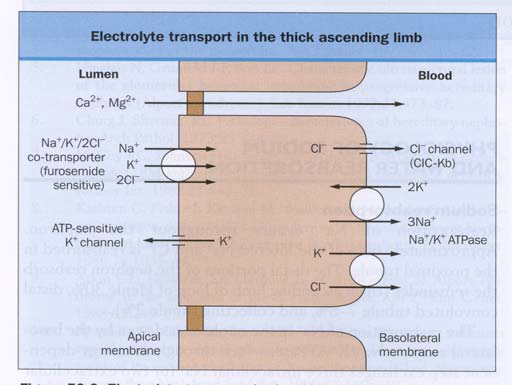 Electrolyte transport in the thick ascending limb
Lumen
Blood
Ca2+, Mg2+
Na+/K+/2Cl-
co-transporter
(furosemide
sensitive)
Na+
K+
2Cl-
Cl-
Cl- channel
(ClC-Kb)
2K+
3Na+
Na+/K+ ATPase
ATP-sensitive
K+ channel
K+
K+
Cl-
Apical
membrane
Basolateral
membrane